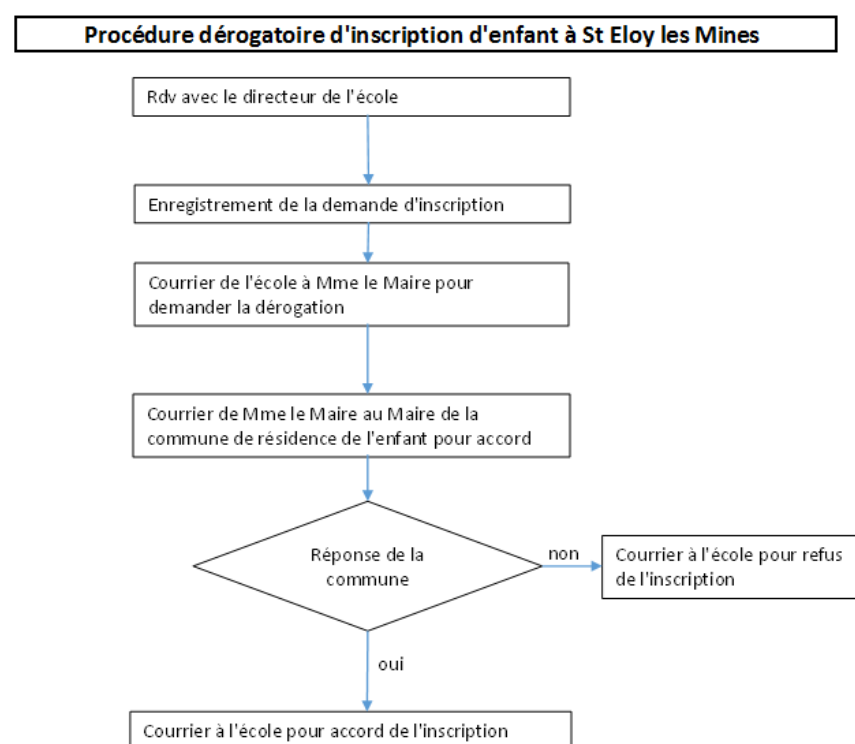 Procédure dérogatoire d'inscription d'enfant à St Eloy les Mines
Rdv avec le directeur de l'école
Enregistrement de la demande d'inscription
Courrier de l'école à Mme le Maire pour
demander la dérogation
Courrier de Mme le Maire au Maire de la
commune de résidence de l'enfant pour accord
Réponse de la
commune
non
Courrier à l'école pour refus
de l'inscription
oui
Courrier à l'école pour accord de l'inscription